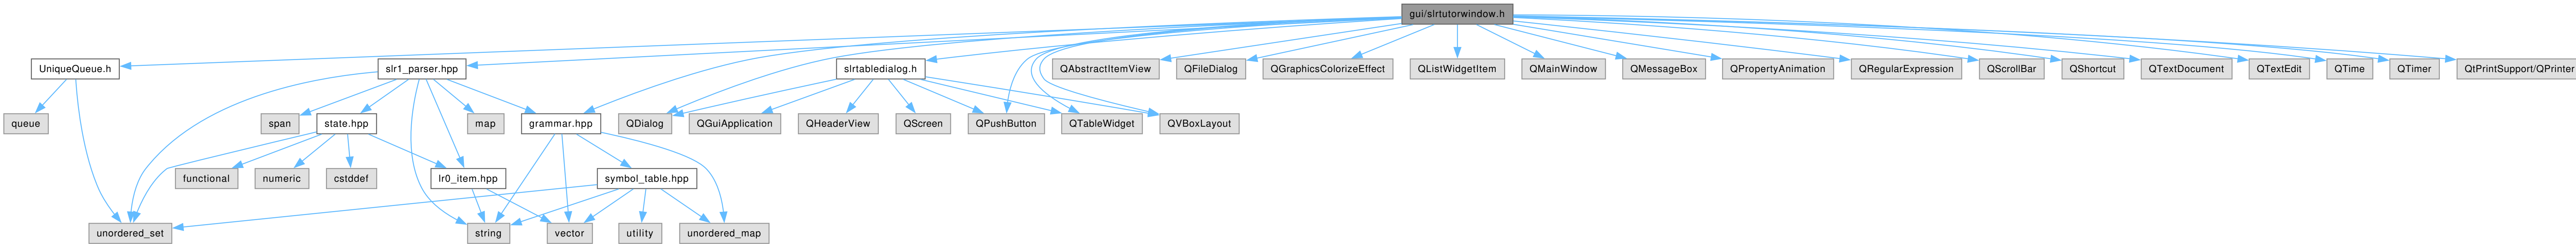 gui/slrtutorwindow.h
UniqueQueue.h
slr1_parser.hpp
slrtabledialog.h
QAbstractItemView
QFileDialog
QGraphicsColorizeEffect
QListWidgetItem
QMainWindow
QMessageBox
QPropertyAnimation
QRegularExpression
QScrollBar
QShortcut
QTextDocument
QTextEdit
QTime
QTimer
QtPrintSupport/QPrinter
queue
span
state.hpp
map
grammar.hpp
QDialog
QGuiApplication
QHeaderView
QScreen
QPushButton
QTableWidget
QVBoxLayout
functional
numeric
cstddef
lr0_item.hpp
symbol_table.hpp
unordered_set
string
vector
utility
unordered_map